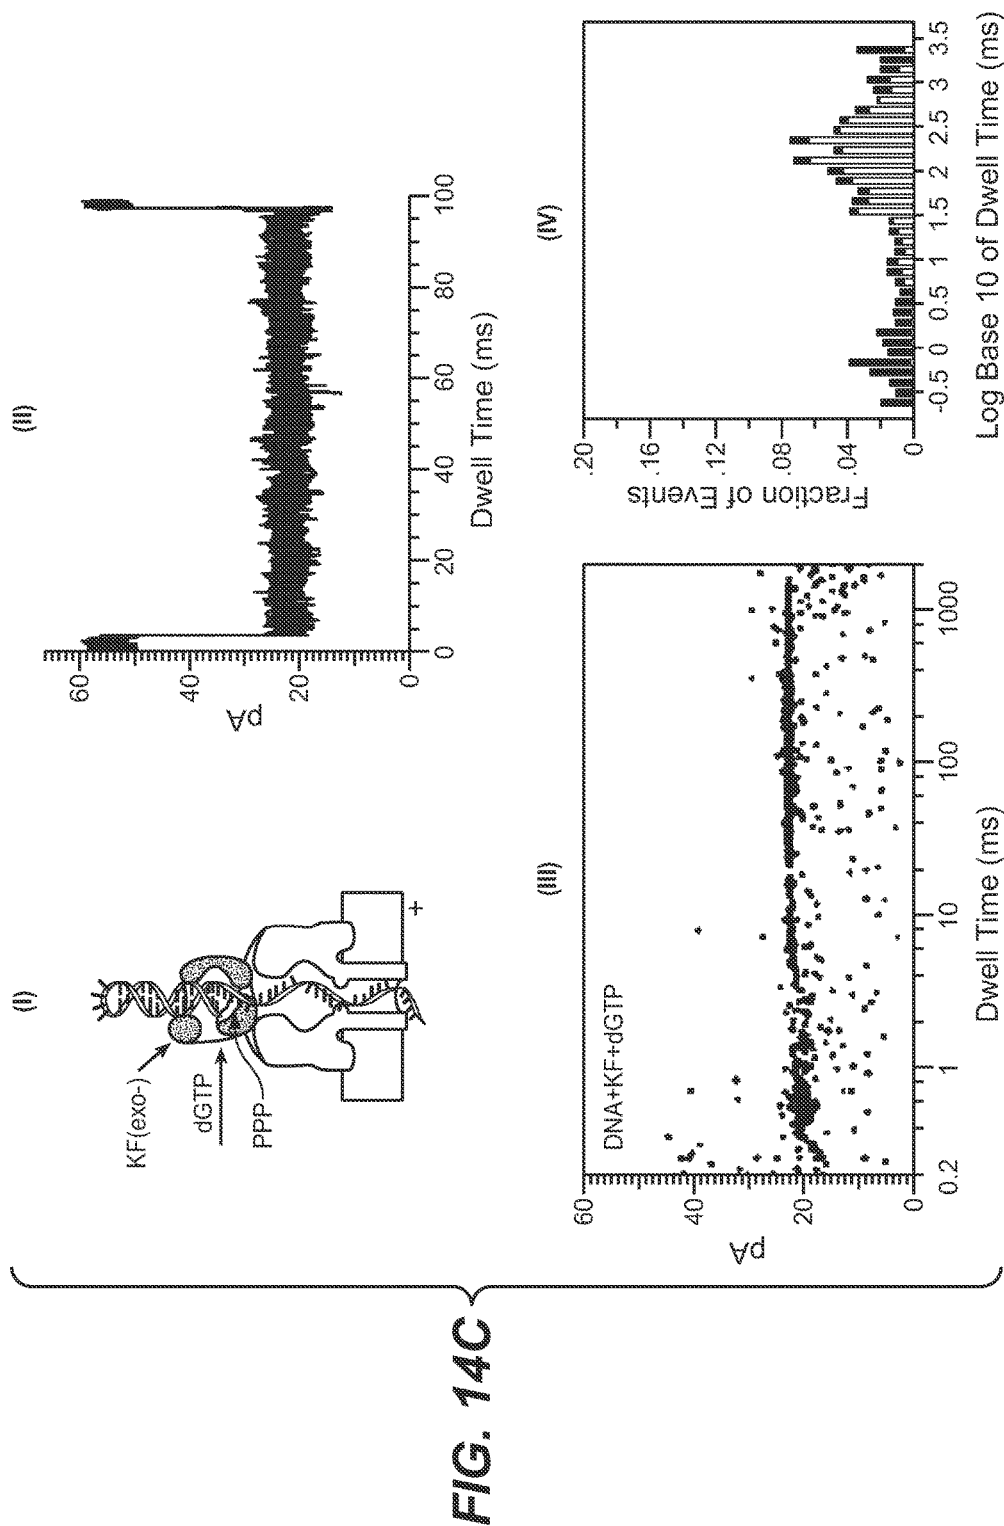 FIG. 14C
(I)
KF(exo-)
dGTP
PPP
+
(II)
pA
60
40
20
0
0 20 40 60 80 100
Dwell Time (ms)
(III)
DNA+KF+dGTP
pA
60
40
20
0
0.2 1 10 100 1000
Dwell Time (ms)
(IV)
Fraction of Events
.20
.16
.12
.08
.04
0
-0.5 0 0.5 1 1.5 2 2.5 3 3.5
Log Base 10 of Dwell Time (ms)